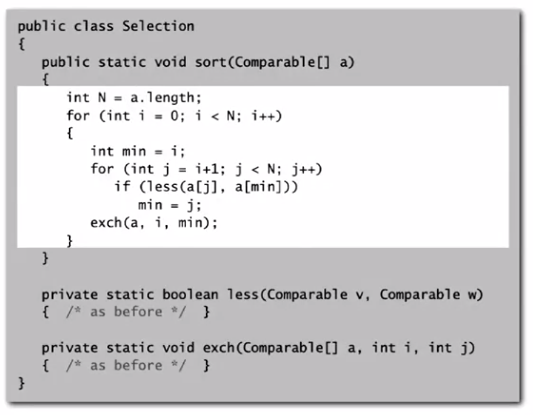 public class Selection
{
public static void sort(Comparable[] a)
{
int N = a.length;
for (int i = 0; i < N; i++)
{
int min = i;
for (int j = i+1; j < N; j++)
if (less(a[j], a[min]))
min = j;
exch(a, i, min);
}
}
private static boolean less(Comparable v, Comparable w)
{ /* as before */ }
private static void exch(Comparable[] a, int i, int j)
{ /* as before */ }
}